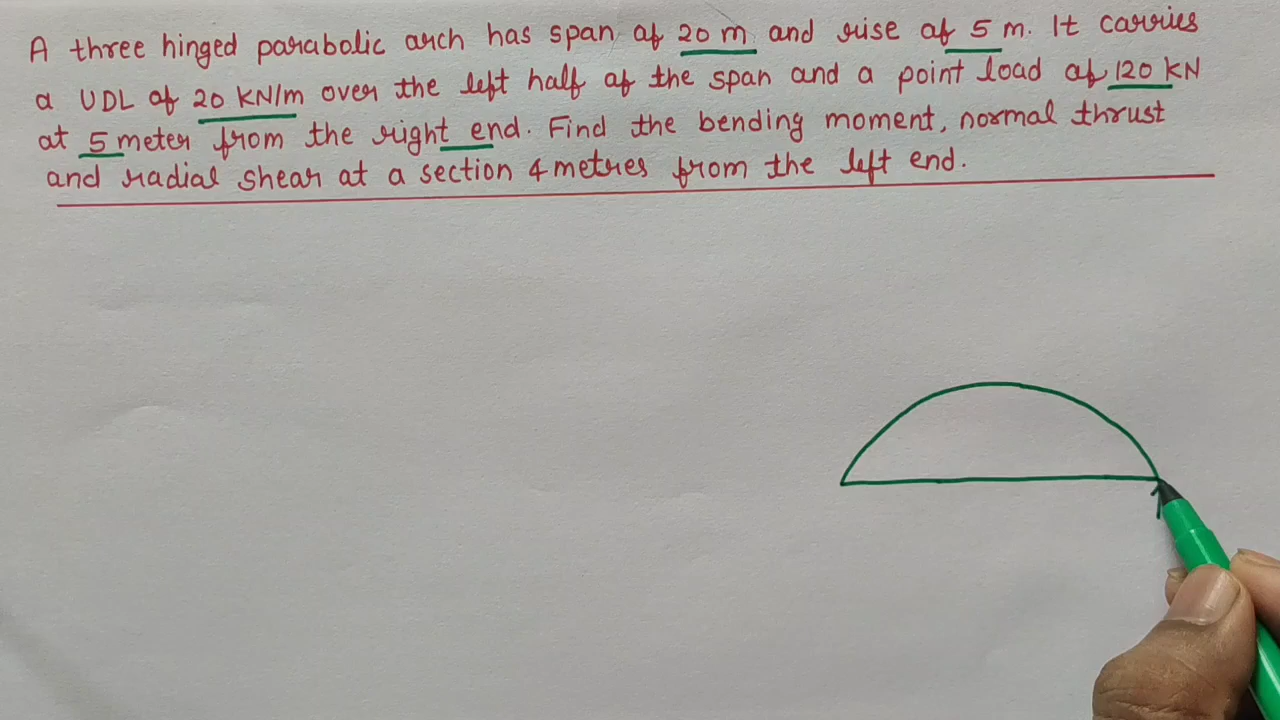 A three hinged parabolic arch has span of 20 m and rise of 5 m. It carries
a UDL of 20 KN/m over the left half of the span and a point load of 120 KN
at 5 meter from the right end. Find the bending moment, normal thrust
and radial shear at a section 4 metres from the left end.